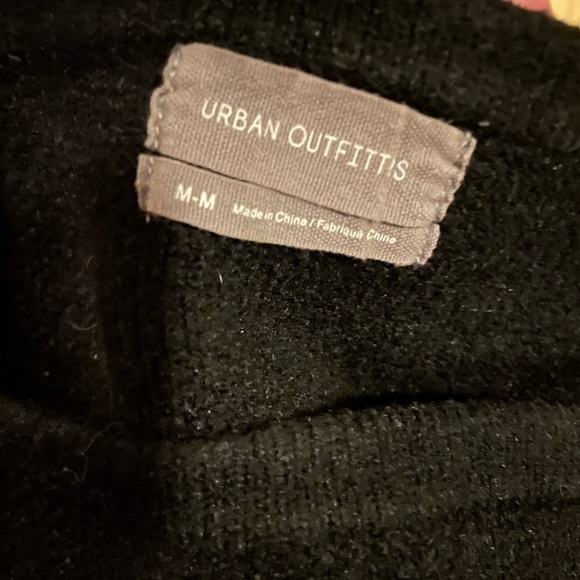 URBAN OUTFITTIS
M-M Made in China / Fabriqué Chine